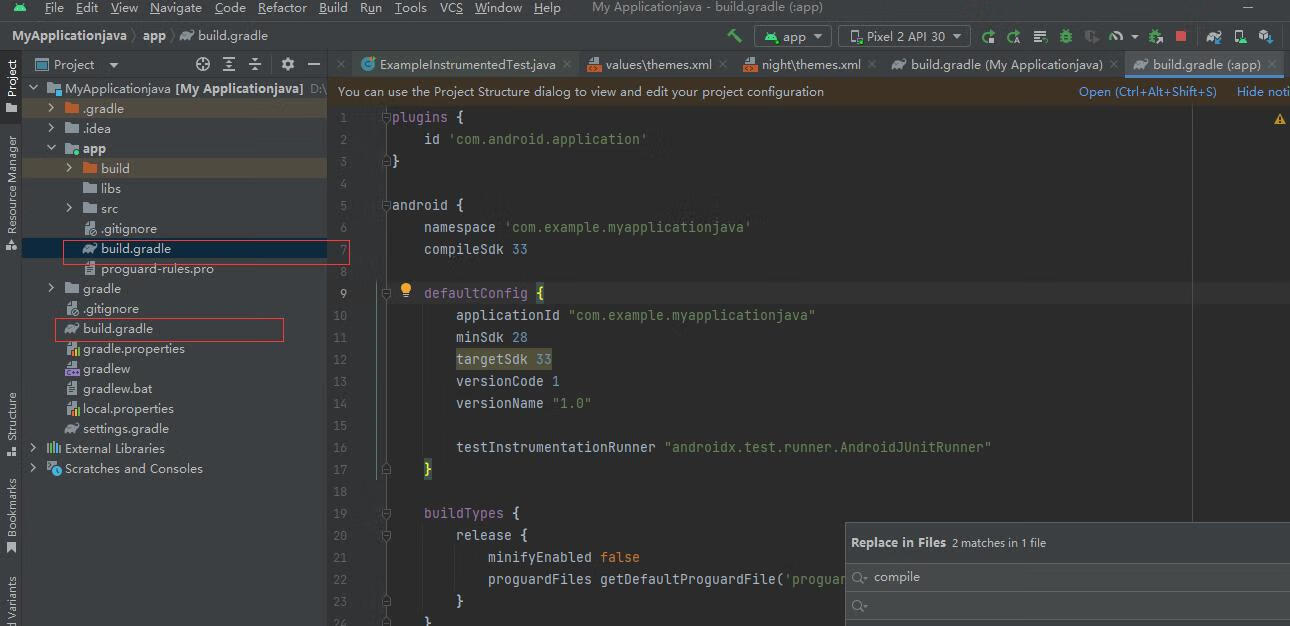 File Edit View Navigate Code Refactor Build Run Tools VCS Window Help My Applicationjava - build.gradle (:app)
MyApplicationjava app build.gradle app Pixel 2 API 30
Project ExampleInstrumentedTest.java values\themes.xml night\themes.xml build.gradle (My Applicationjava) build.gradle (:app)
You can use the Project Structure dialog to view and edit your project configuration Open (Ctrl+Alt+Shift+S) Hide noti
Project
Resource Manager
Structure
Bookmarks
d Variants
MyApplicationjava [My Applicationjava] D:\
.gradle
.idea
app
build
libs
src
.gitignore
build.gradle
proguard-rules.pro
gradle
.gitignore
build.gradle
gradle.properties
gradlew
gradlew.bat
local.properties
settings.gradle
External Libraries
Scratches and Consoles
1 plugins {
2 id 'com.android.application'
3 }
4
5 android {
6 namespace 'com.example.myapplicationjava'
7 compileSdk 33
8
9 defaultConfig {
10 applicationId "com.example.myapplicationjava"
11 minSdk 28
12 targetSdk 33
13 versionCode 1
14 versionName "1.0"
15
16 testInstrumentationRunner "androidx.test.runner.AndroidJUnitRunner"
17 }
18
19 buildTypes {
20 release {
21 minifyEnabled false
22 proguardFiles getDefaultProguardFile('proguar
23 }
24 }
Replace in Files 2 matches in 1 file
compile